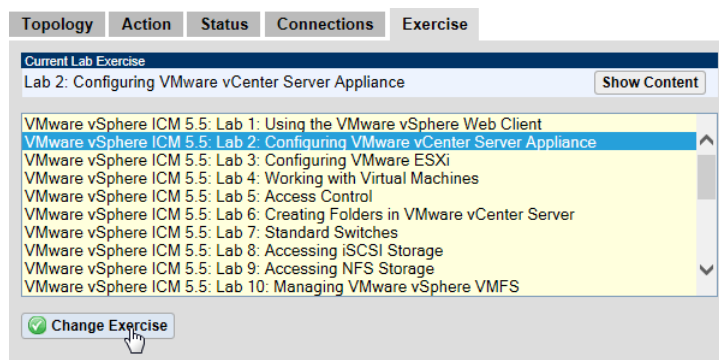 Topology Action Status Connections Exercise
Current Lab Exercise
Lab 2: Configuring VMware vCenter Server Appliance Show Content
VMware vSphere ICM 5.5: Lab 1: Using the VMware vSphere Web Client
VMware vSphere ICM 5.5: Lab 2: Configuring VMware vCenter Server Appliance
VMware vSphere ICM 5.5: Lab 3: Configuring VMware ESXi
VMware vSphere ICM 5.5: Lab 4: Working with Virtual Machines
VMware vSphere ICM 5.5: Lab 5: Access Control
VMware vSphere ICM 5.5: Lab 6: Creating Folders in VMware vCenter Server
VMware vSphere ICM 5.5: Lab 7: Standard Switches
VMware vSphere ICM 5.5: Lab 8: Accessing iSCSI Storage
VMware vSphere ICM 5.5: Lab 9: Accessing NFS Storage
VMware vSphere ICM 5.5: Lab 10: Managing VMware vSphere VMFS
Change Exercise